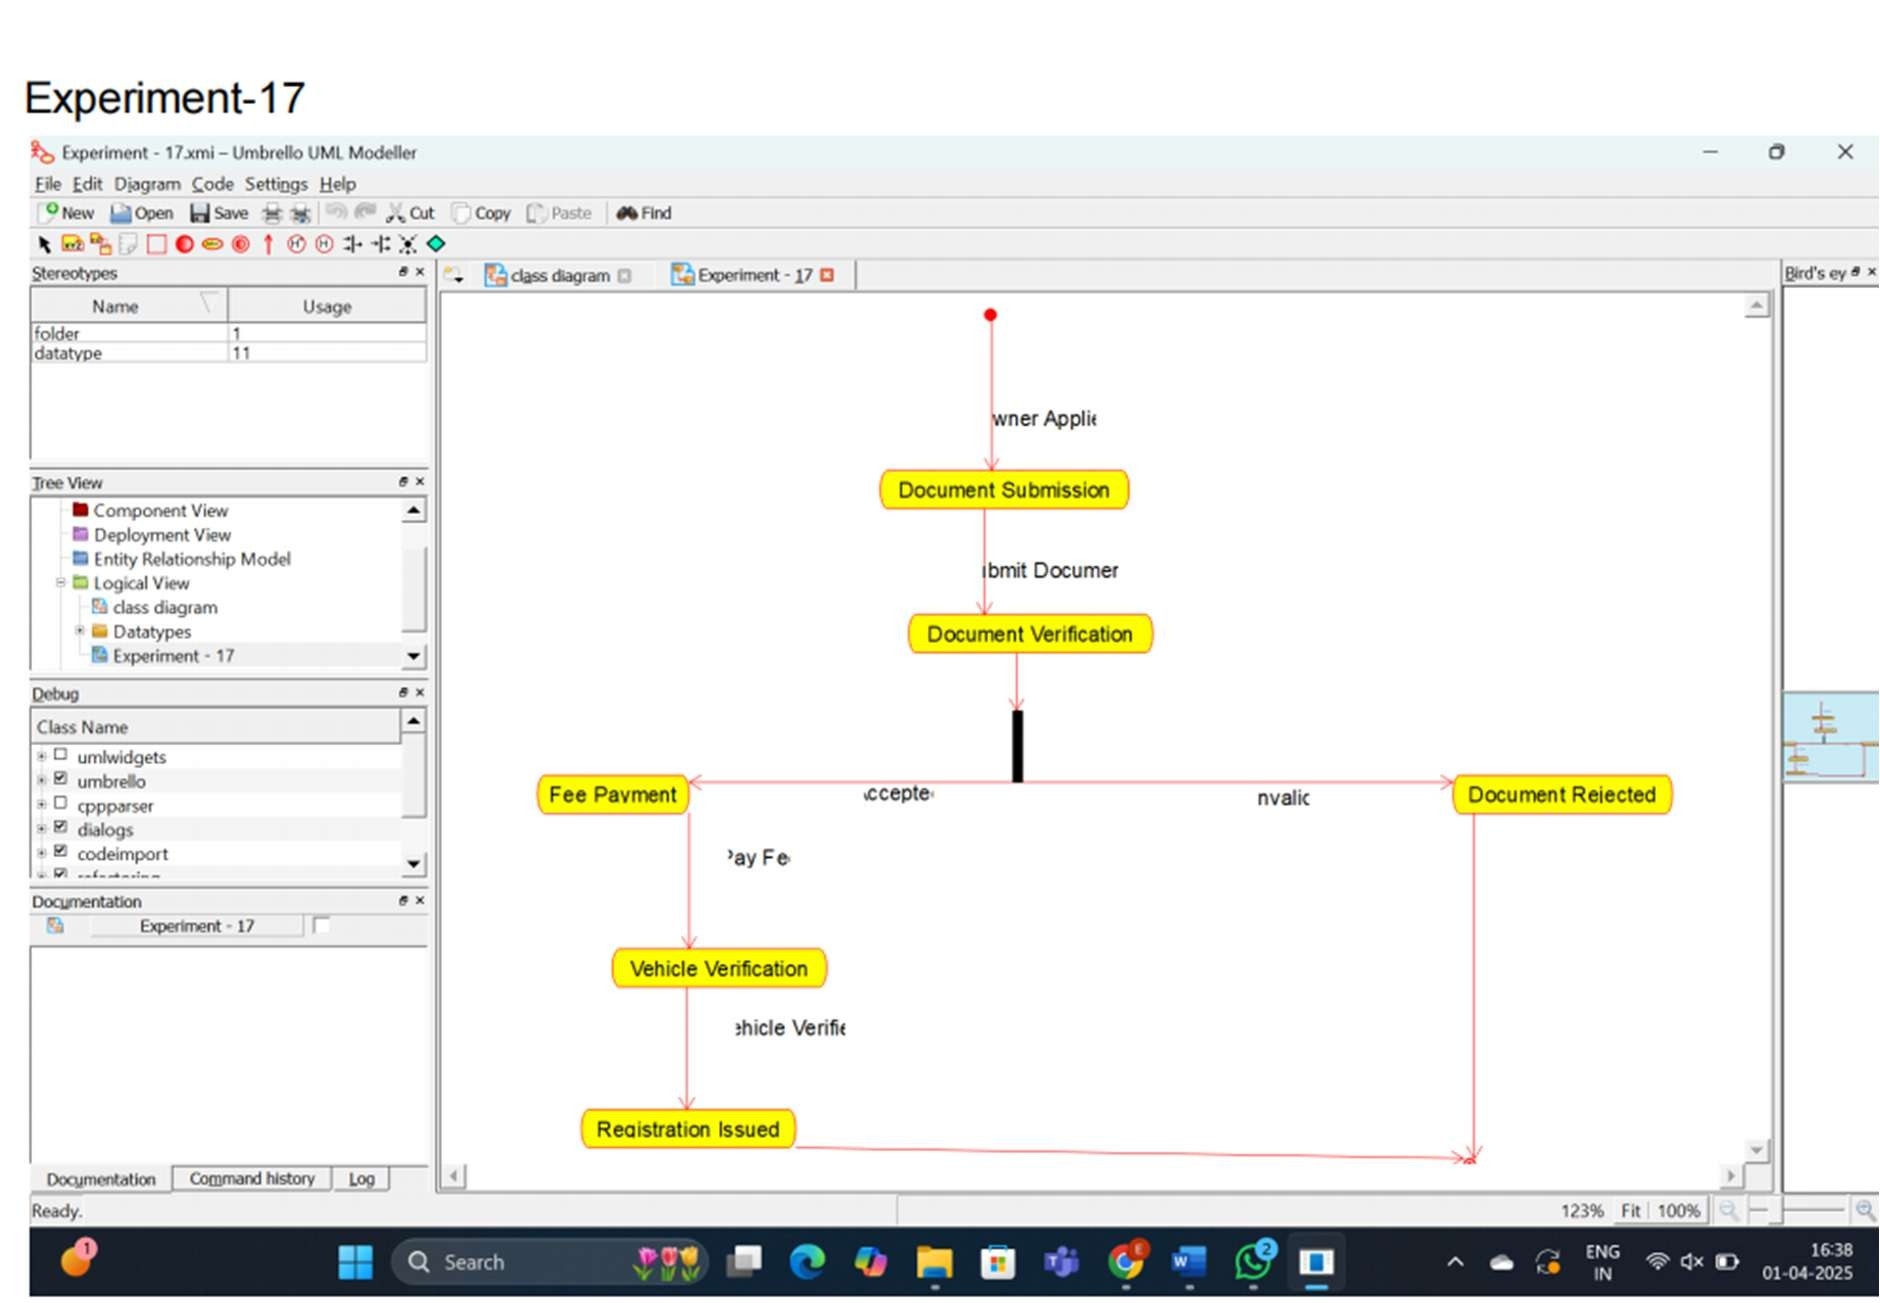 Experiment-17
Experiment - 17.xmi – Umbrello UML Modeller
File Edit Diagram Code Settings Help
New Open Save Cut Copy Paste Find
Stereotypes
Name Usage
folder 1
datatype 11
Tree View
Component View
Deployment View
Entity Relationship Model
Logical View
class diagram
Datatypes
Experiment - 17
Debug
Class Name
umlwidgets
umbrello
cppparser
dialogs
codeimport
Documentation
Experiment - 17
Documentation Command history Log
Ready.
class diagram Experiment - 17
wner Applie
Document Submission
bmit Documer
Document Verification
Fee Payment
ccepte
nvalic
Document Rejected
ay Fe
Vehicle Verification
ehicle Verifie
Registration Issued
Bird's ey
123% Fit 100%
1
Search
E
2
ENG
IN
16:38
01-04-2025